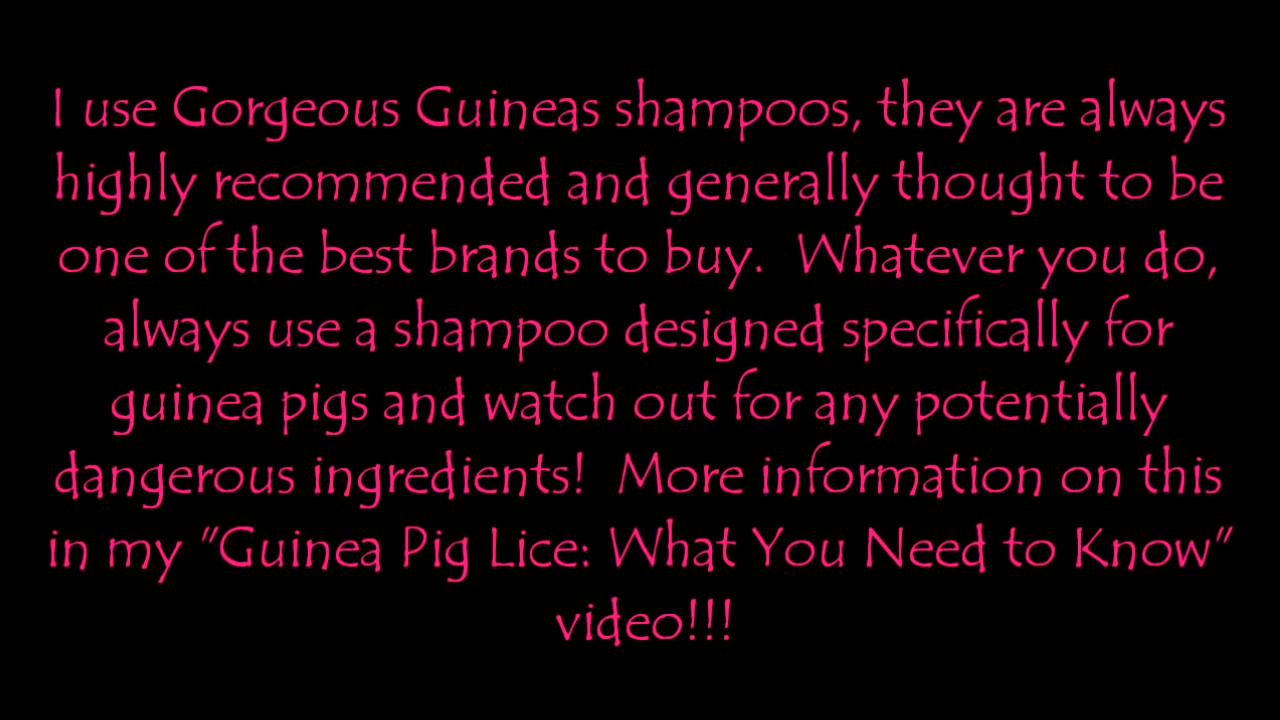 I use Gorgeous Guineas shampoos, they are always
highly recommended and generally thought to be
one of the best brands to buy.  Whatever you do,
always use a shampoo designed specifically for
guinea pigs and watch out for any potentially
dangerous ingredients!  More information on this
in my "Guinea Pig Lice: What You Need to Know"
video!!!